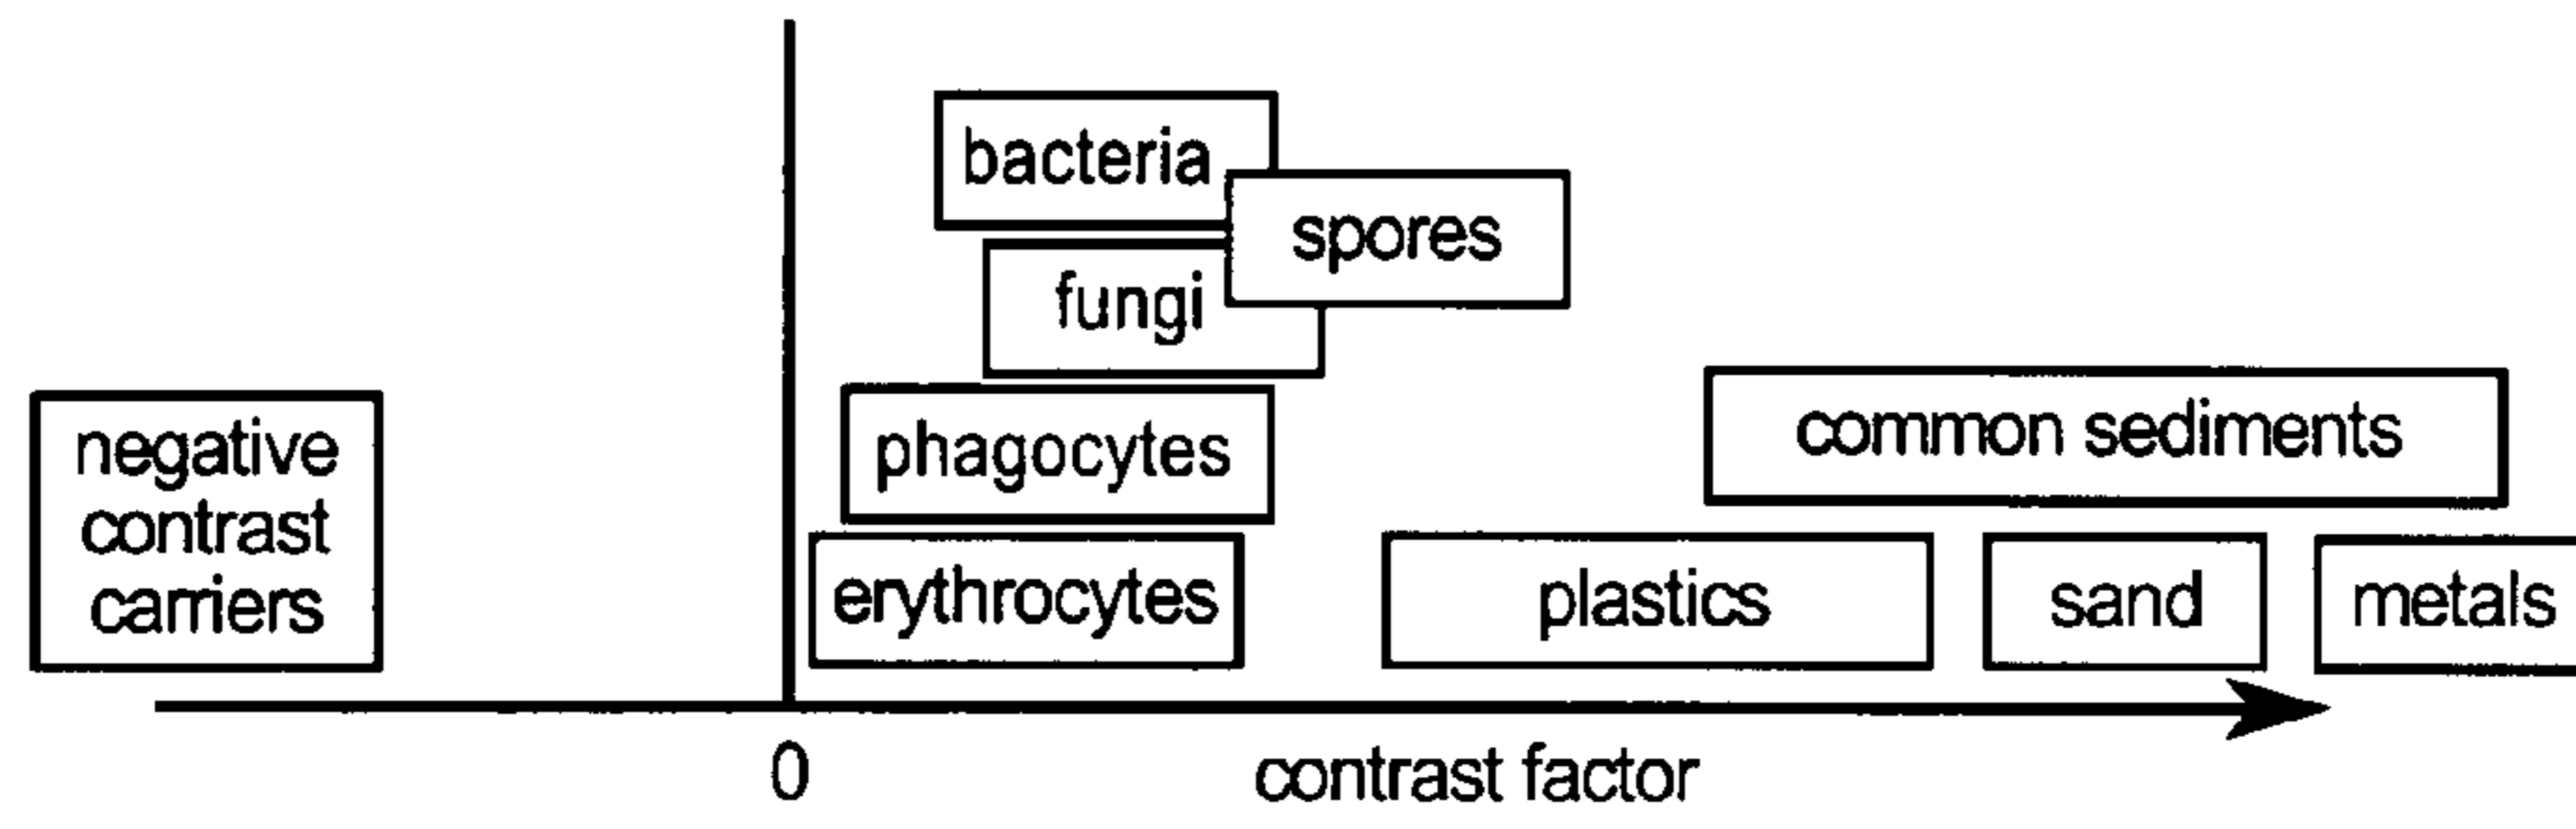 bacteria
spores
fungi
negative
contrast
carriers
phagocytes
common sediments
erythrocytes
plastics
sand
metals
0
contrast factor